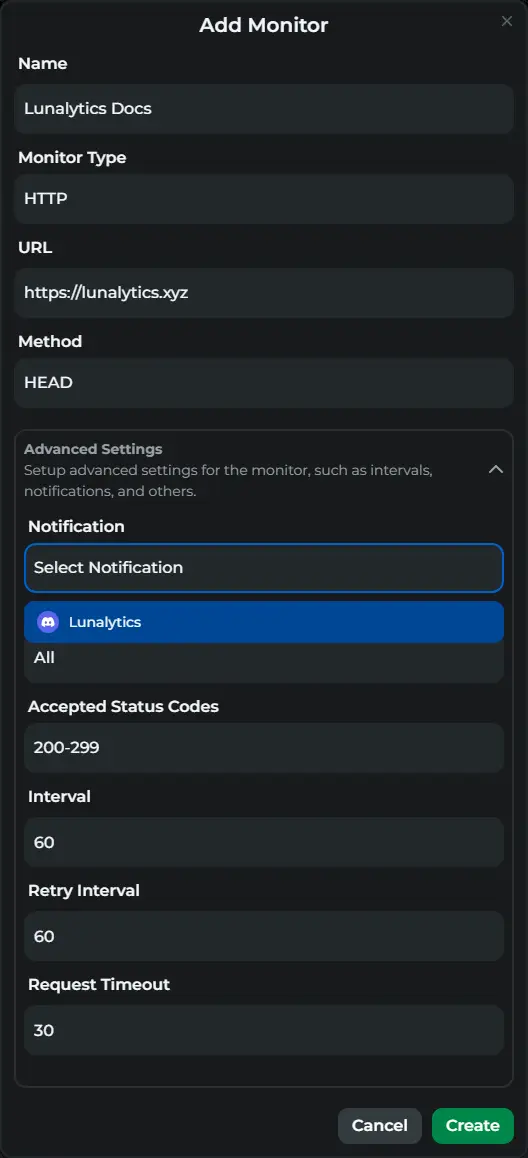 Add Monitor
Name
Lunalytics Docs
Monitor Type
HTTP
URL
https://lunalytics.xyz
Method
HEAD
Advanced Settings
Setup advanced settings for the monitor, such as intervals,
notifications, and others.
Notification
Select Notification
Lunalytics
All
Accepted Status Codes
200-299
Interval
60
Retry Interval
60
Request Timeout
30
Cancel
Create